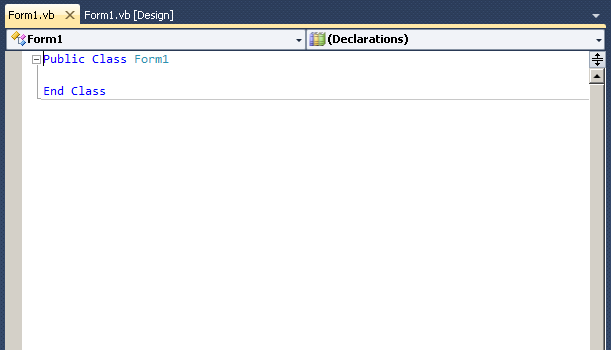 Form1.vb Form1.vb [Design]
Form1 (Declarations)
Public Class Form1
End Class